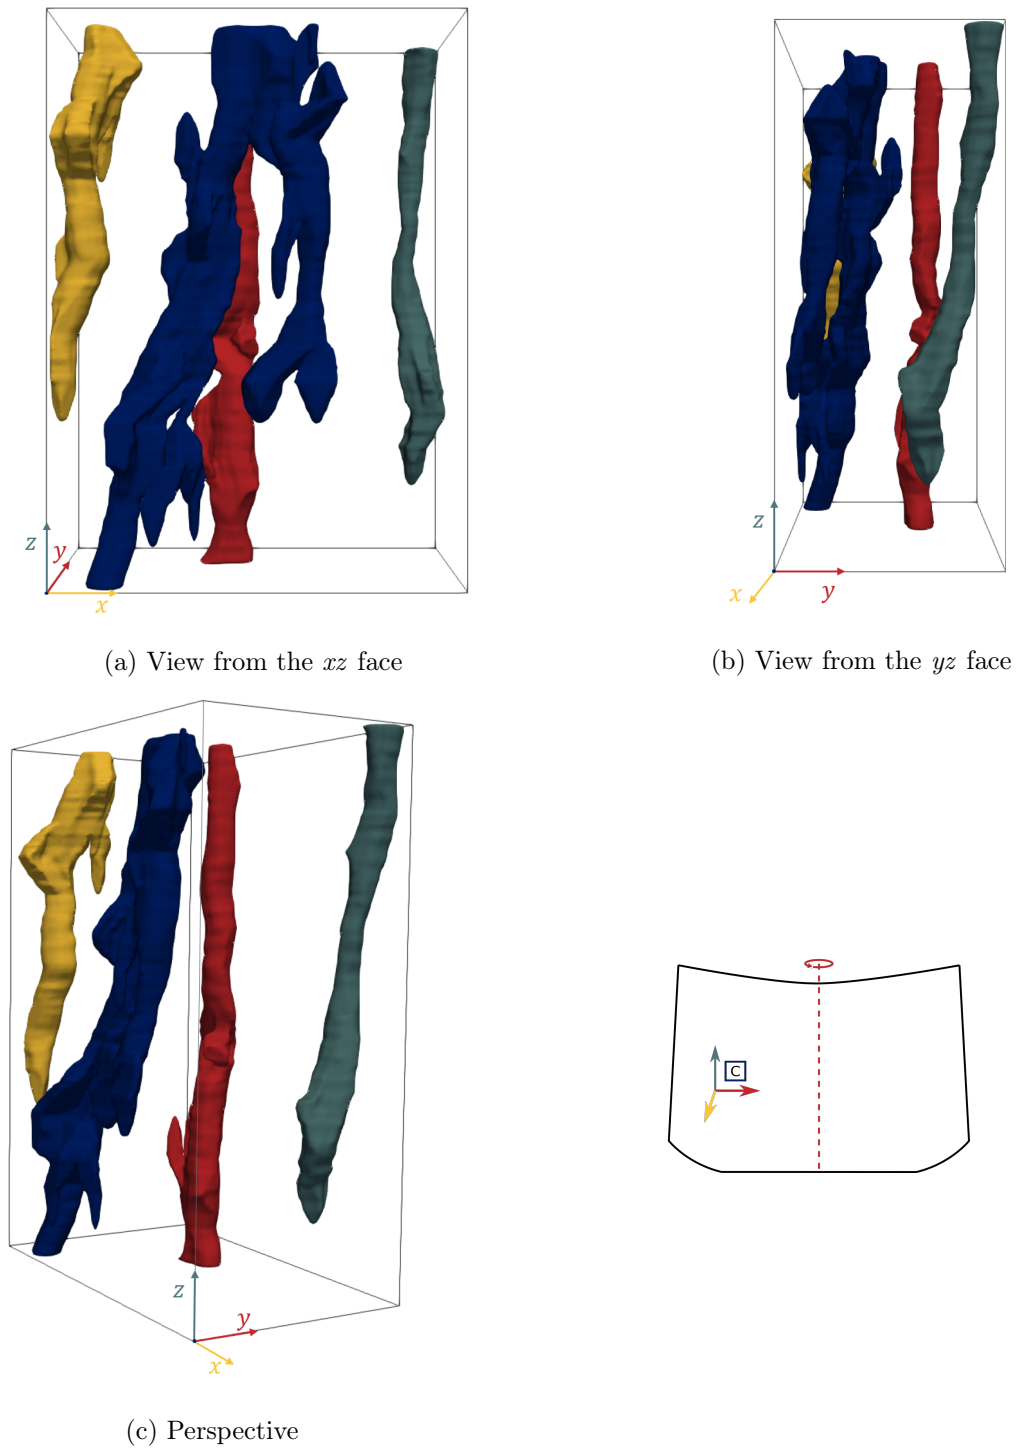 z
y
x
z
x
y
(a) View from the xz face
(b) View from the yz face
C
z
y
x
(c) Perspective